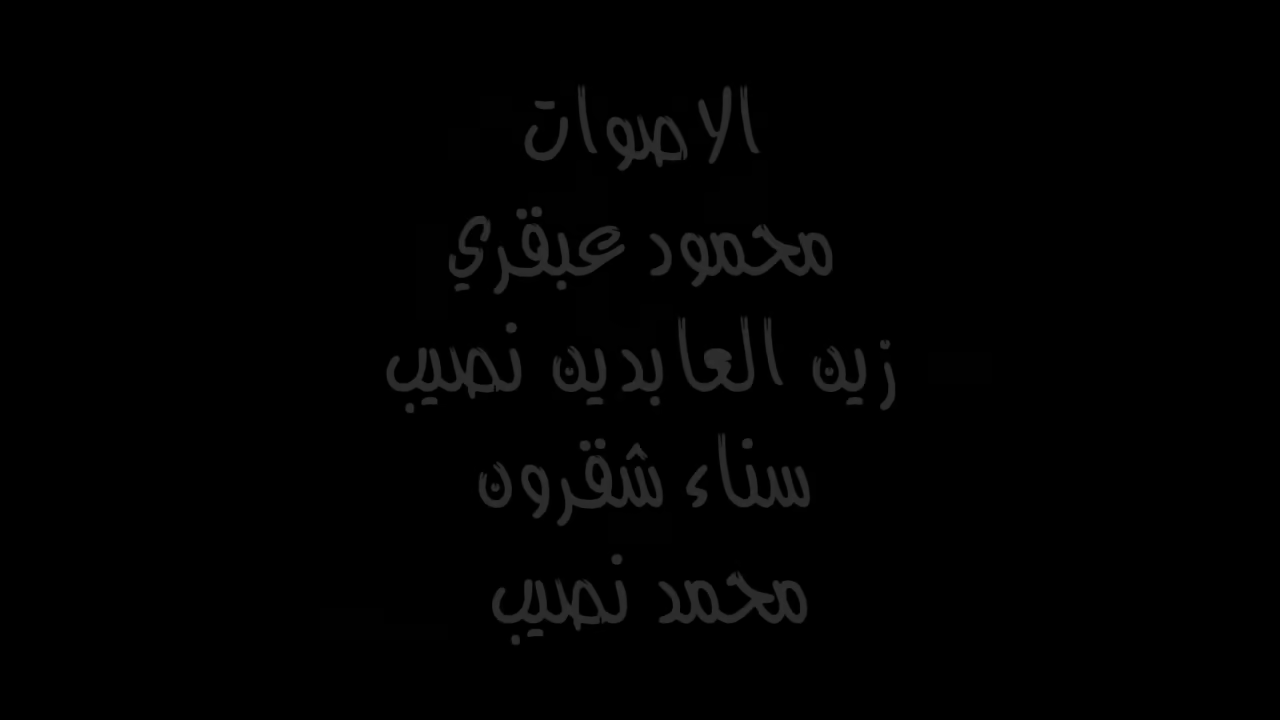 الاصوات
محمود عبقري
زين العابدين نصيب
سناء شقرون
محمد نصيب